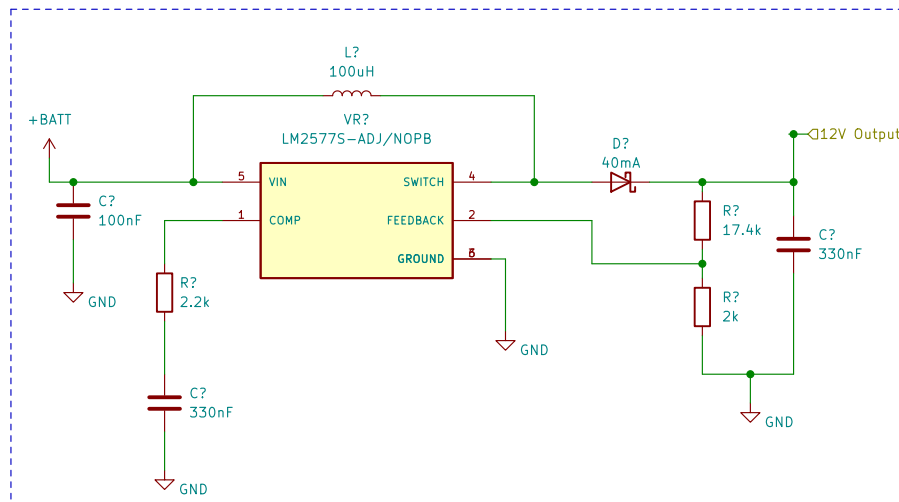 L?
100uH
+BATT
VR?
LM2577S-ADJ/NOPB
12V Output
D?
40mA
5
VIN
SWITCH
4
C?
100nF
1
COMP
FEEDBACK
2
R?
17.4k
C?
330nF
GROUND
GND
R?
2.2k
R?
2k
GND
C?
330nF
GND
GND